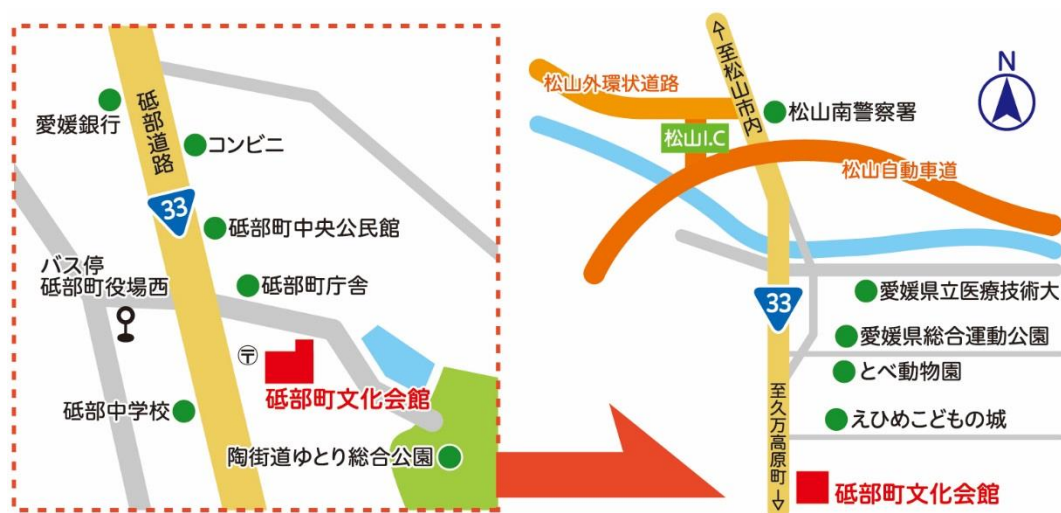 愛媛銀行
砥部道路
コンビニ
33
砥部町中央公民館
バス停
砥部町役場西
砥部町庁舎
〒
砥部町文化会館
砥部中学校
陶街道ゆとり総合公園
至松山市内
松山外環状道路
松山I.C
松山南警察署
N
松山自動車道
33
愛媛県立医療技術大
愛媛県総合運動公園
とべ動物園
えひめこどもの城
至久万高原町
砥部町文化会館